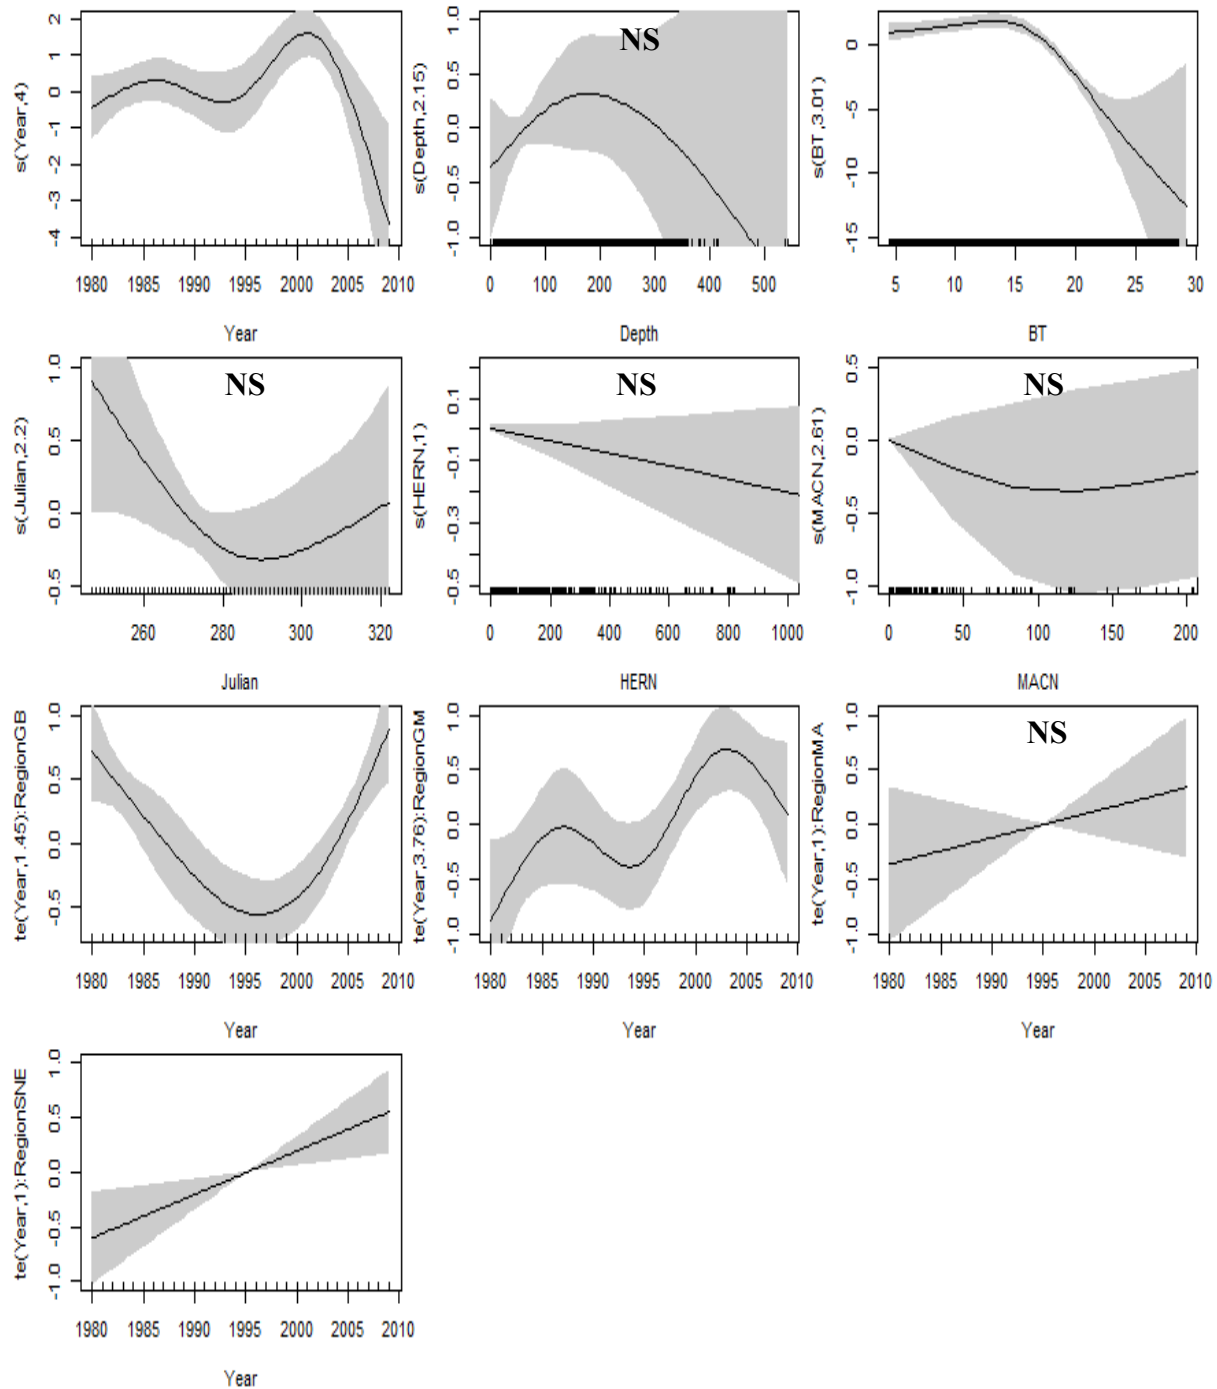 s(Year,4)
2
1
0
-1
-2
-3
-4
1980 1985 1990 1995 2000 2005 2010
Year
s(Depth,2.15)
1.0
0.5
0.0
-0.5
-1.0
NS
0 100 200 300 400 500
Depth
s(BT,3.01)
0
-5
-10
-15
5 10 15 20 25 30
BT
s(Julian,2.2)
1.0
0.5
0.0
-0.5
NS
260 280 300 320
Julian
s(HERN,1)
0.1
-0.1
-0.3
-0.5
NS
0 200 400 600 800 1000
HERN
s(MACN,2.61)
0.5
0.0
-0.5
-1.0
NS
0 50 100 150 200
MACN
te(Year,1.45):RegionGB
1.0
0.5
0.0
-0.5
1980 1985 1990 1995 2000 2005 2010
Year
te(Year,3.76):RegionGM
1.0
0.5
0.0
-0.5
-1.0
1980 1985 1990 1995 2000 2005 2010
Year
te(Year,1):RegionMA
1.0
0.5
0.0
-0.5
-1.0
NS
1980 1985 1990 1995 2000 2005 2010
Year
te(Year,1):RegionSNE
1.0
0.5
0.0
-0.5
-1.0
1980 1985 1990 1995 2000 2005 2010
Year